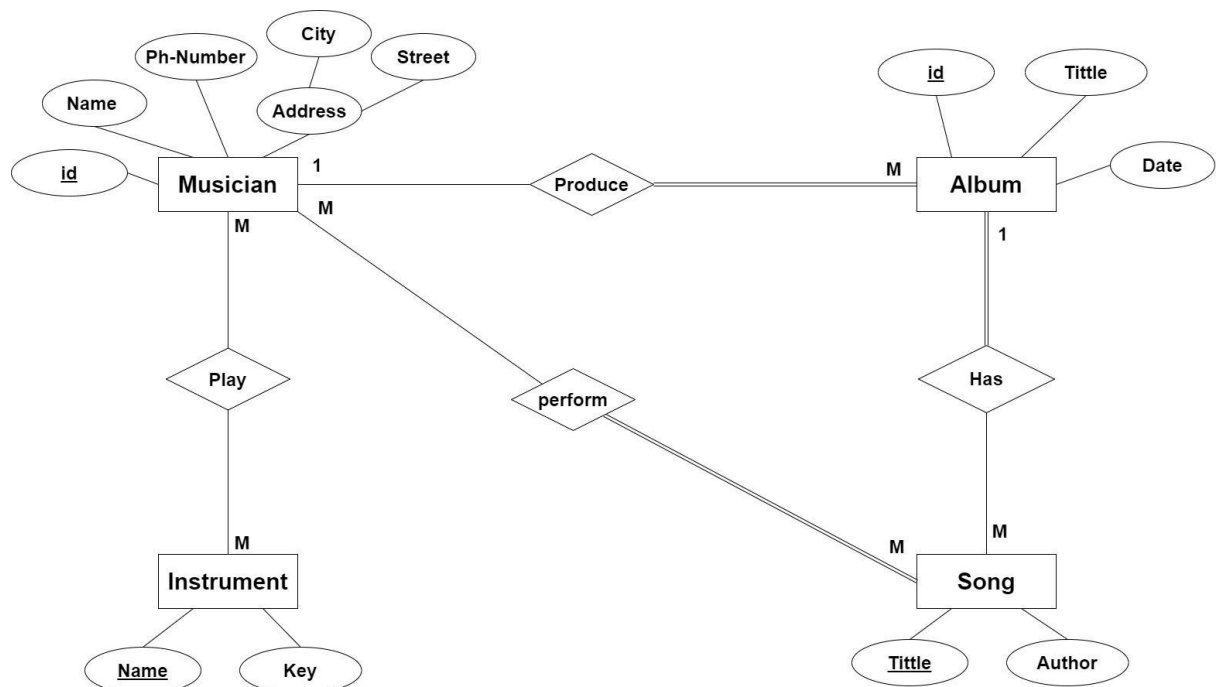 City
Ph-Number
Street
id
Tittle
Name
Address
Date
id
Musician
1
Produce
M
Album
M
M
1
Play
perform
Has
M
M
M
Instrument
Song
Name
Key
Tittle
Author